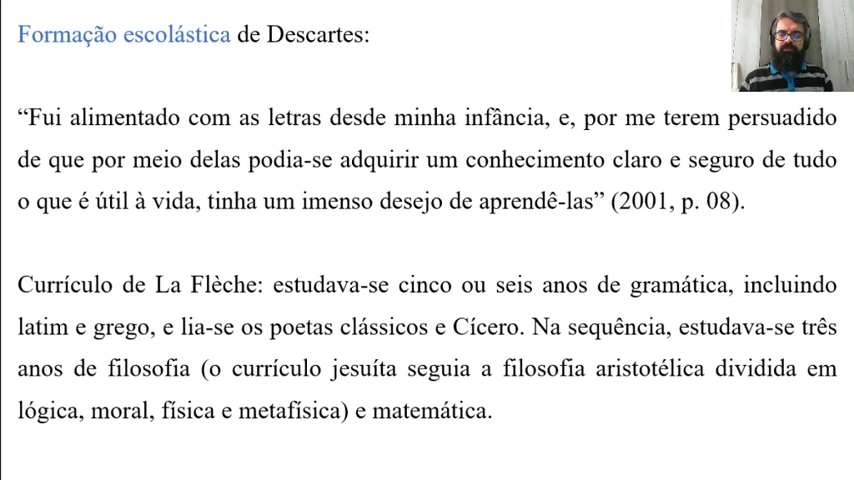 Formação escolástica de Descartes:
“Fui alimentado com as letras desde minha infância, e, por me terem persuadido
de que por meio delas podia-se adquirir um conhecimento claro e seguro de tudo
o que é útil à vida, tinha um imenso desejo de aprendê-las” (2001, p. 08).
Currículo de La Flèche: estudava-se cinco ou seis anos de gramática, incluindo
latim e grego, e lia-se os poetas clássicos e Cícero. Na sequência, estudava-se três
anos de filosofia (o currículo jesuíta seguia a filosofia aristotélica dividida em
lógica, moral, física e metafísica) e matemática.